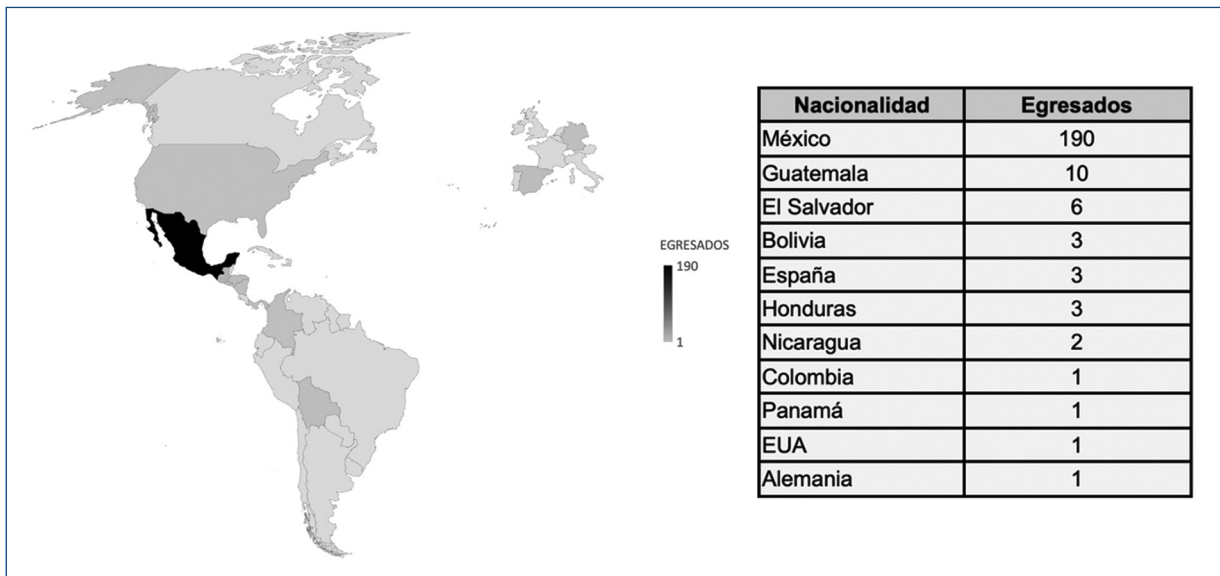 EGRESADOS
190
1
Nacionalidad Egresados
México 190
Guatemala 10
El Salvador 6
Bolivia 3
España 3
Honduras 3
Nicaragua 2
Colombia 1
Panamá 1
EUA 1
Alemania 1